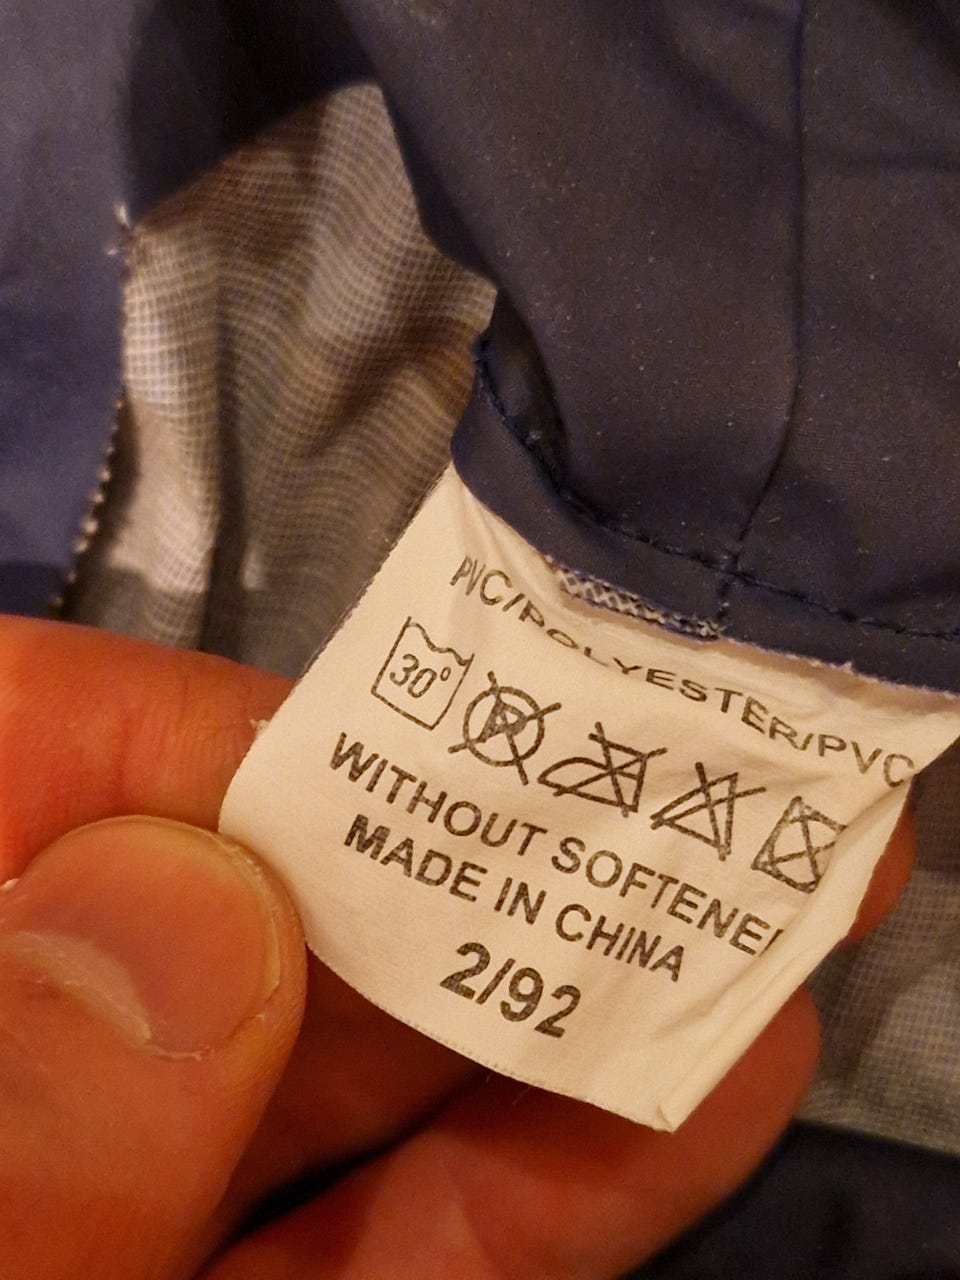 PVC/POLYESTER/PVC
30°
P
WITHOUT SOFTENER
MADE IN CHINA
2/92